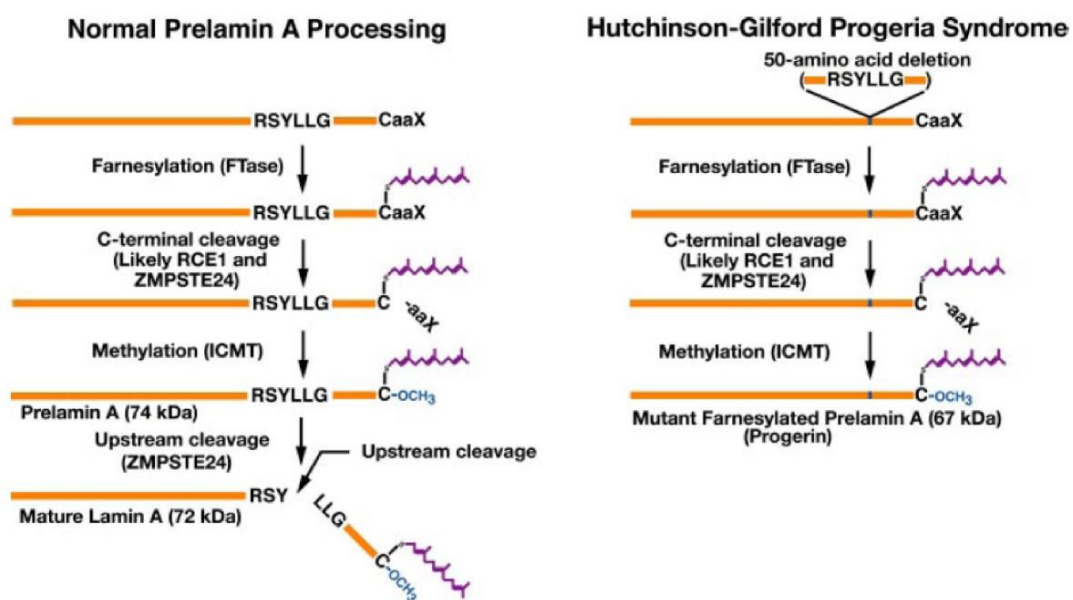 Normal Prelamin A Processing
RSYLLG CaaX
Farnesylation (FTase)
S
RSYLLG CaaX
C-terminal cleavage
(Likely RCE1 and
ZMPSTE24)
S
RSYLLG C -aaX
Methylation (ICMT)
S
RSYLLG C-OCH3
Prelamin A (74 kDa)
Upstream cleavage
(ZMPSTE24)
Upstream cleavage
RSY
Mature Lamin A (72 kDa)
LLG
S
C-OCH3
Hutchinson-Gilford Progeria Syndrome
50-amino acid deletion
(RSYLLG)
CaaX
Farnesylation (FTase)
S
CaaX
C-terminal cleavage
(Likely RCE1 and
ZMPSTE24)
S
C -aaX
Methylation (ICMT)
S
C-OCH3
Mutant Farnesylated Prelamin A (67 kDa)
(Progerin)